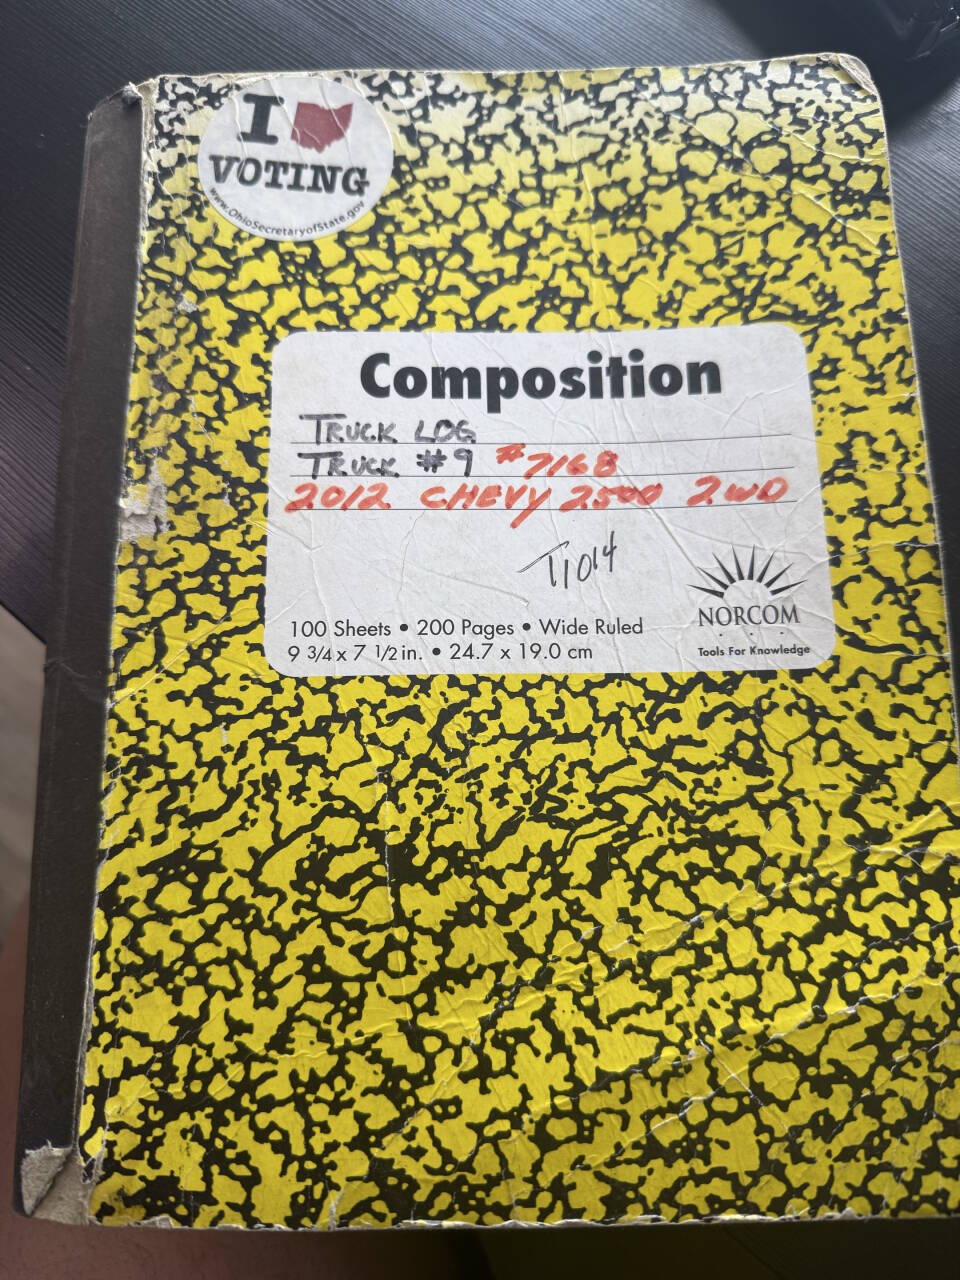 I
VOTING
www.OhioSecretaryofState.gov
Composition
TRUCK LOG
TRUCK #9 #7168
2012 CHEVY 2500 2WD
T1014
NORCOM
Tools For Knowledge
100 Sheets • 200 Pages • Wide Ruled
9 3/4 x 7 1/2 in. • 24.7 x 19.0 cm